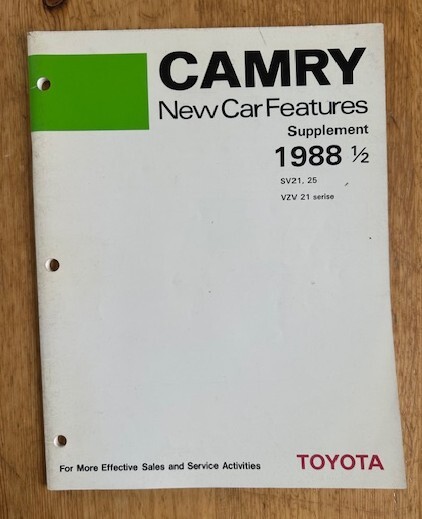 CAMRY
New Car Features
Supplement
1988 ½
SV21, 25
VZV 21 serise
For More Effective Sales and Service Activities
TOYOTA